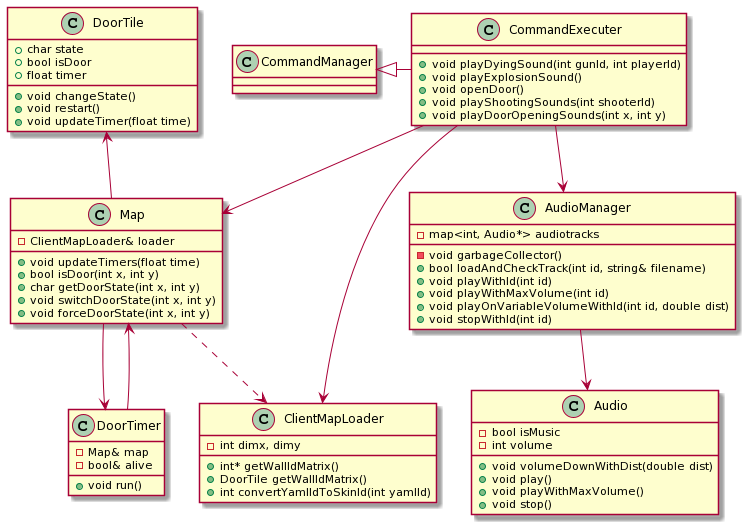 C DoorTile
char state
bool isDoor
float timer
void changeState()
void restart()
void updateTimer(float time)
C CommandManager
C CommandExecuter
void playDyingSound(int gunId, int playerId)
void playExplosionSound()
void openDoor()
void playShootingSounds(int shooterId)
void playDoorOpeningSounds(int x, int y)
C Map
ClientMapLoader& loader
void updateTimers(float time)
bool isDoor(int x, int y)
char getDoorState(int x, int y)
void switchDoorState(int x, int y)
void forceDoorState(int x, int y)
C AudioManager
map<int, Audio*> audiotracks
void garbageCollector()
bool loadAndCheckTrack(int id, string& filename)
void playWithId(int id)
void playWithMaxVolume(int id)
void playOnVariableVolumeWithId(int id, double dist)
void stopWithId(int id)
C DoorTimer
Map& map
bool& alive
void run()
C ClientMapLoader
int dimx, dimy
int* getWallIdMatrix()
DoorTile getWallIdMatrix()
int convertYamlIdToSkinId(int yamlId)
C Audio
bool isMusic
int volume
void volumeDownWithDist(double dist)
void play()
void playWithMaxVolume()
void stop()